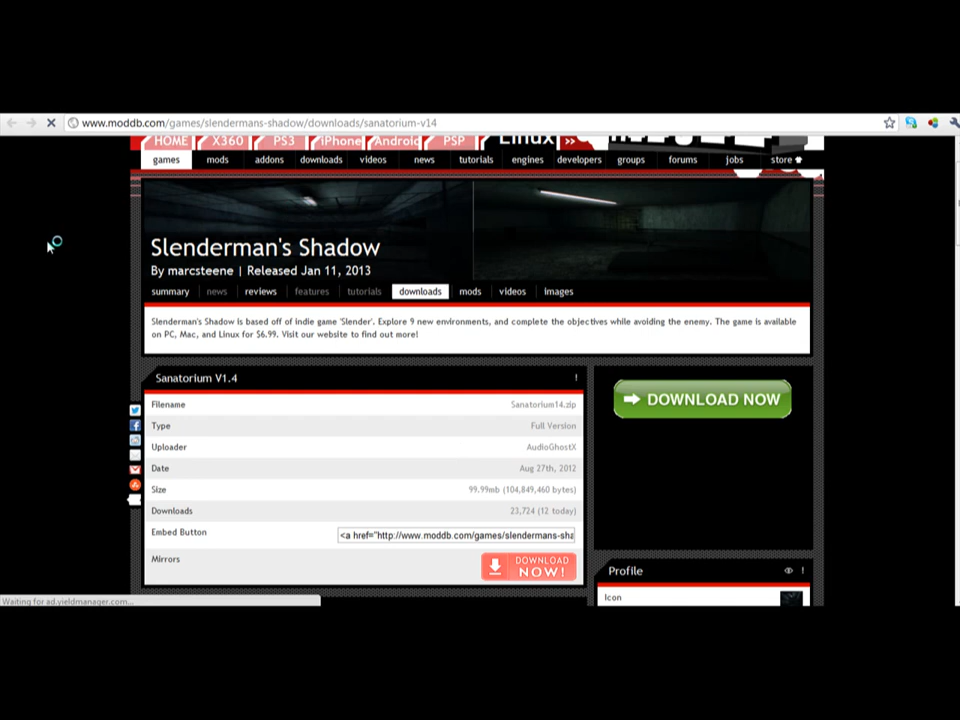 www.moddb.com/games/slendermans-shadow/downloads/sanatorium-v14
HOME X360 PS3 iPhone Android PSP Linux »
games mods addons downloads videos news tutorials engines developers groups forums jobs store
Slenderman's Shadow
By marcsteene | Released Jan 11, 2013
summary news reviews features tutorials downloads mods videos images
Slenderman's Shadow is based off of indie game 'Slender'. Explore 9 new environments, and complete the objectives while avoiding the enemy. The game is available
on PC, Mac, and Linux for $6.99. Visit our website to find out more!
Sanatorium V1.4 !
Filename Sanatorium14.zip
Type Full Version
Uploader AudioGhostX
Date Aug 27th, 2012
Size 99.99mb (104,849,460 bytes)
Downloads 23,724 (12 today)
Embed Button <a href="http://www.moddb.com/games/slendermans-sha
Mirrors DOWNLOAD NOW!
DOWNLOAD NOW
Profile !
Icon
Waiting for ad.yieldmanager.com...